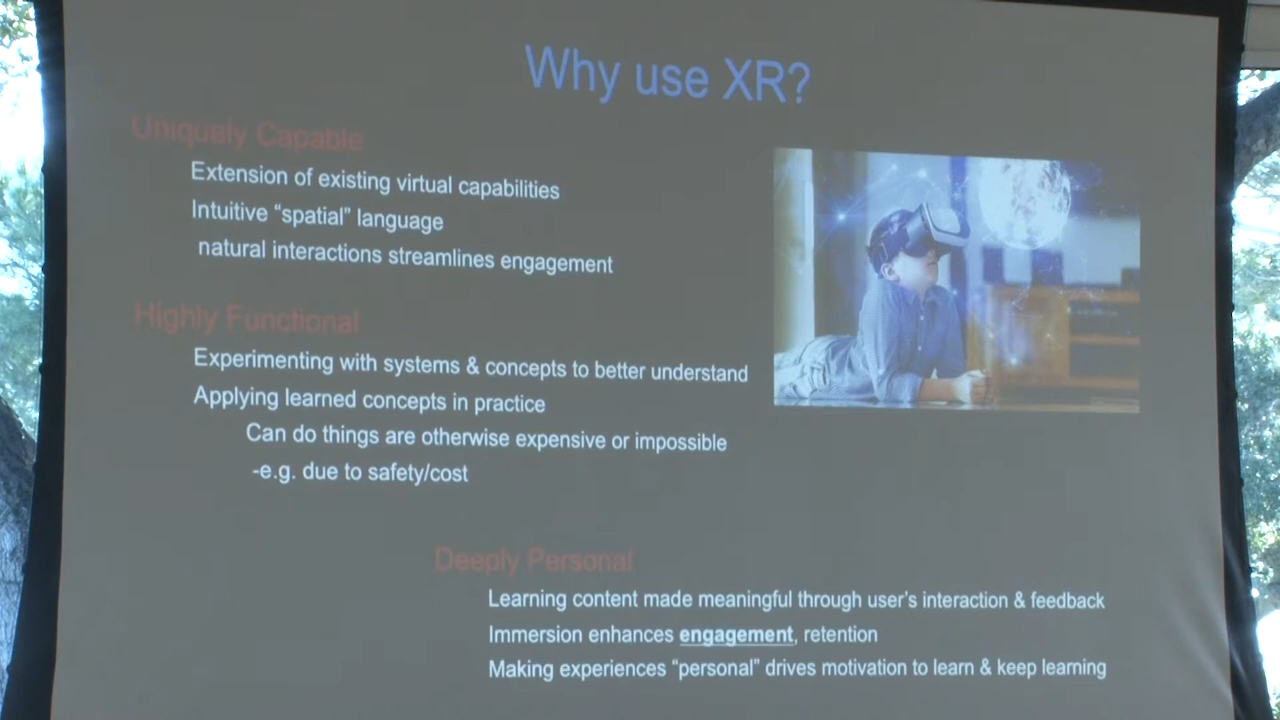 Why use XR?
Uniquely Capable
Extension of existing virtual capabilities
Intuitive “spatial” language
natural interactions streamlines engagement
Highly Functional
Experimenting with systems & concepts to better understand
Applying learned concepts in practice
Can do things are otherwise expensive or impossible
-e.g. due to safety/cost
Deeply Personal
Learning content made meaningful through user’s interaction & feedback
Immersion enhances engagement, retention
Making experiences “personal” drives motivation to learn & keep learning